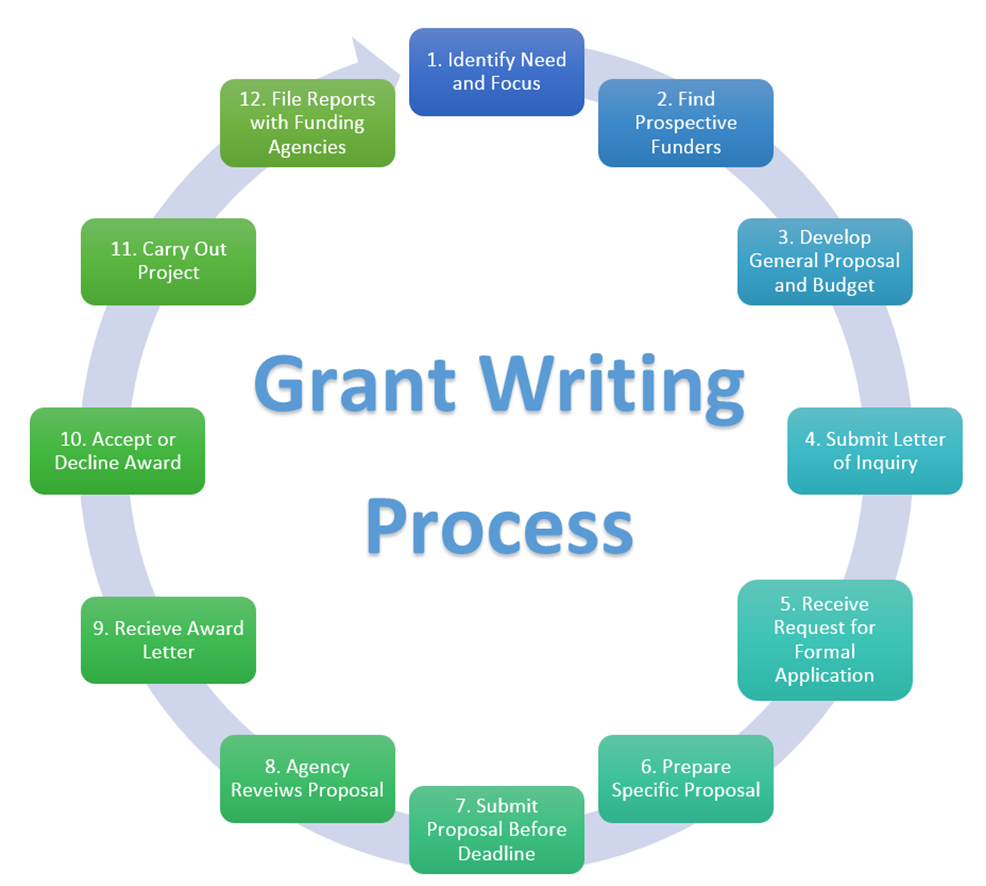 1. Identify Need
and Focus
2. Find
Prospective
Funders
3. Develop
General Proposal
and Budget
4. Submit Letter
of Inquiry
5. Receive
Request for
Formal
Application
6. Prepare
Specific Proposal
7. Submit
Proposal Before
Deadline
8. Agency
Reveiws Proposal
9. Recieve Award
Letter
10. Accept or
Decline Award
11. Carry Out
Project
12. File Reports
with Funding
Agencies
Grant Writing
Process